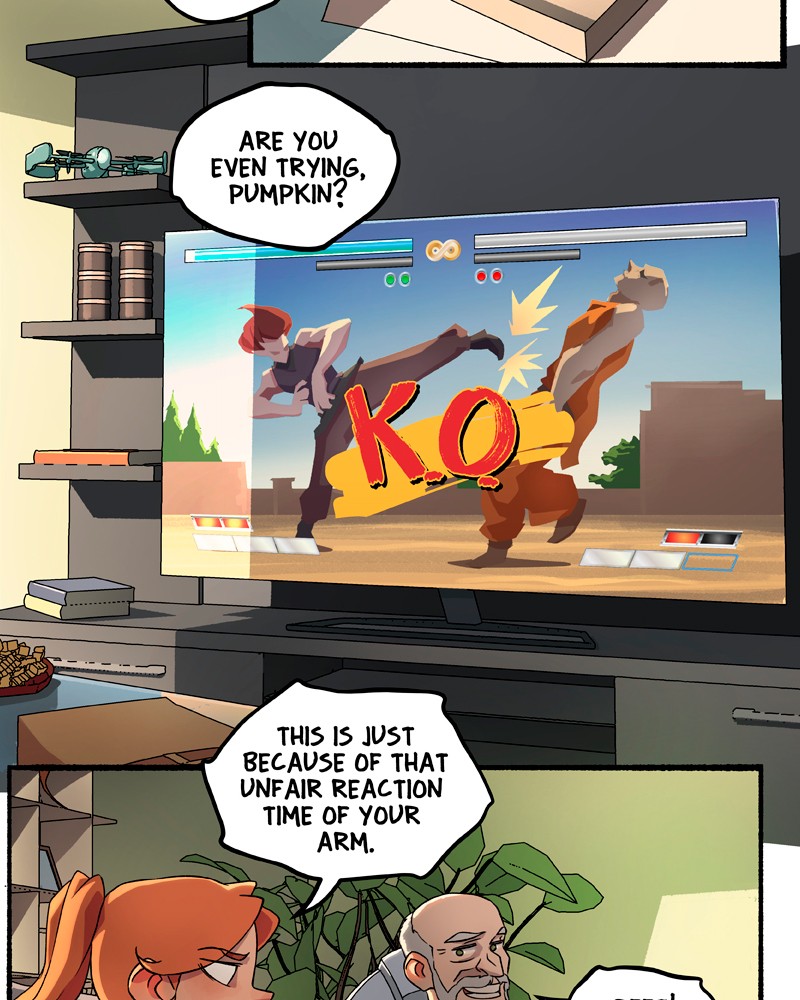 ARE YOU
EVEN TRYING,
PUMPKIN?
K.O
THIS IS JUST
BECAUSE OF THAT
UNFAIR REACTION
TIME OF YOUR
ARM.